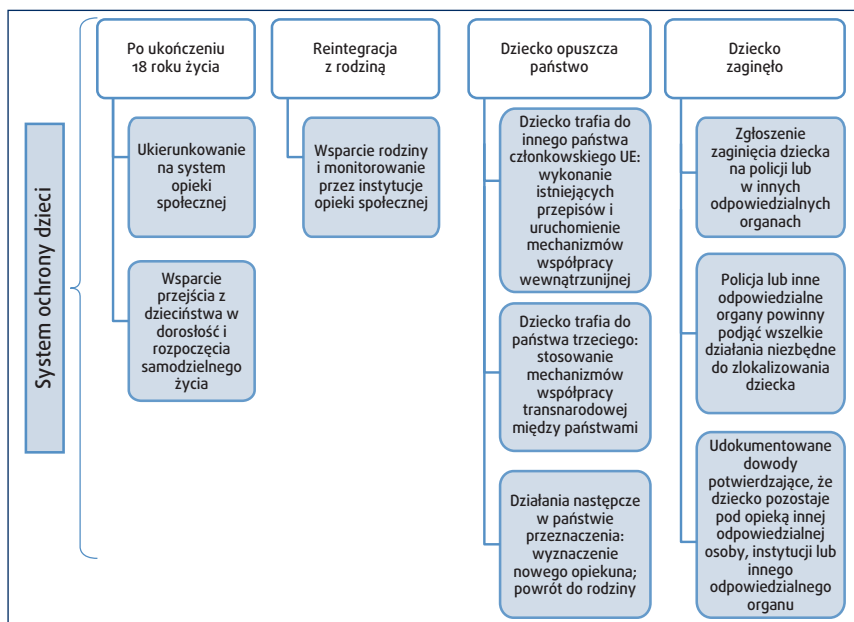 System ochrony dzieci
Po ukończeniu
18 roku życia
Ukierunkowanie
na system
opieki
społecznej
Wsparcie
przejścia z
dzieciństwa w
dorosłość i
rozpoczęcia
samodzielnego
życia
Reintegracja
z rodziną
Wsparcie rodziny
i monitorowanie
przez instytucje
opieki społecznej
Dziecko opuszcza
państwo
Dziecko trafia do
innego państwa
członkowskiego UE:
wykonanie
istniejących
przepisów i
uruchomienie
mechanizmów
współpracy
wewnątrzunijnej
Dziecko trafia do
państwa trzeciego:
stosowanie
mechanizmów
współpracy
transnarodowej
między państwami
Działania następcze
w państwie
przeznaczenia:
wyznaczenie
nowego opiekuna;
powrót do rodziny
Dziecko
zaginęło
Zgłoszenie
zaginięcia dziecka
na policji lub
w innych
odpowiedzialnych
organach
Policja lub inne
odpowiedzialne
organy powinny
podjąć wszelkie
działania niezbędne
do zlokalizowania
dziecka
Udokumentowane
dowody
potwierdzające, że
dziecko pozostaje
pod opieką innej
odpowiedzialnej
osoby, instytucji lub
innego
odpowiedzialnego
organu